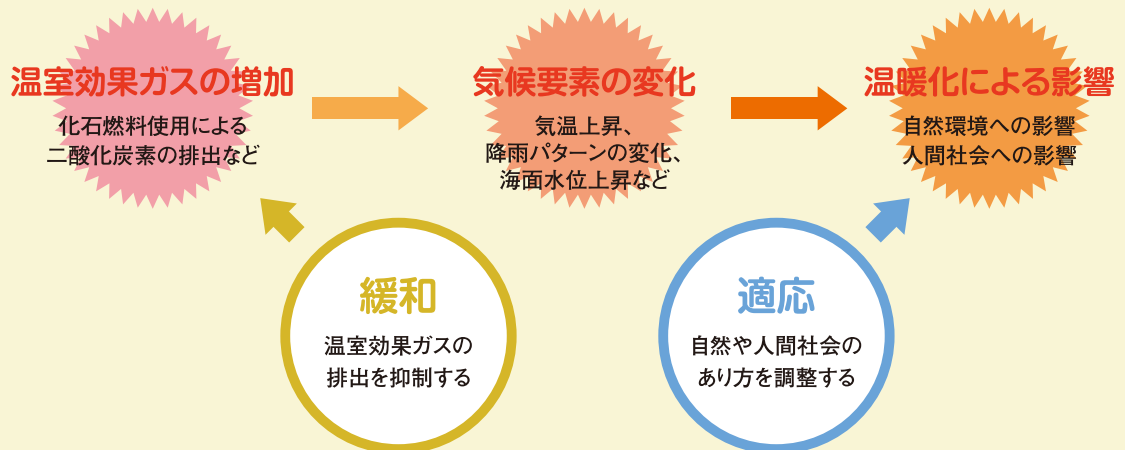 温室効果ガスの増加
化石燃料使用による
二酸化炭素の排出など
気候要素の変化
気温上昇、
降雨パターンの変化、
海面水位上昇など
温暖化による影響
自然環境への影響
人間社会への影響
緩和
温室効果ガスの
排出を抑制する
適応
自然や人間社会の
あり方を調整する